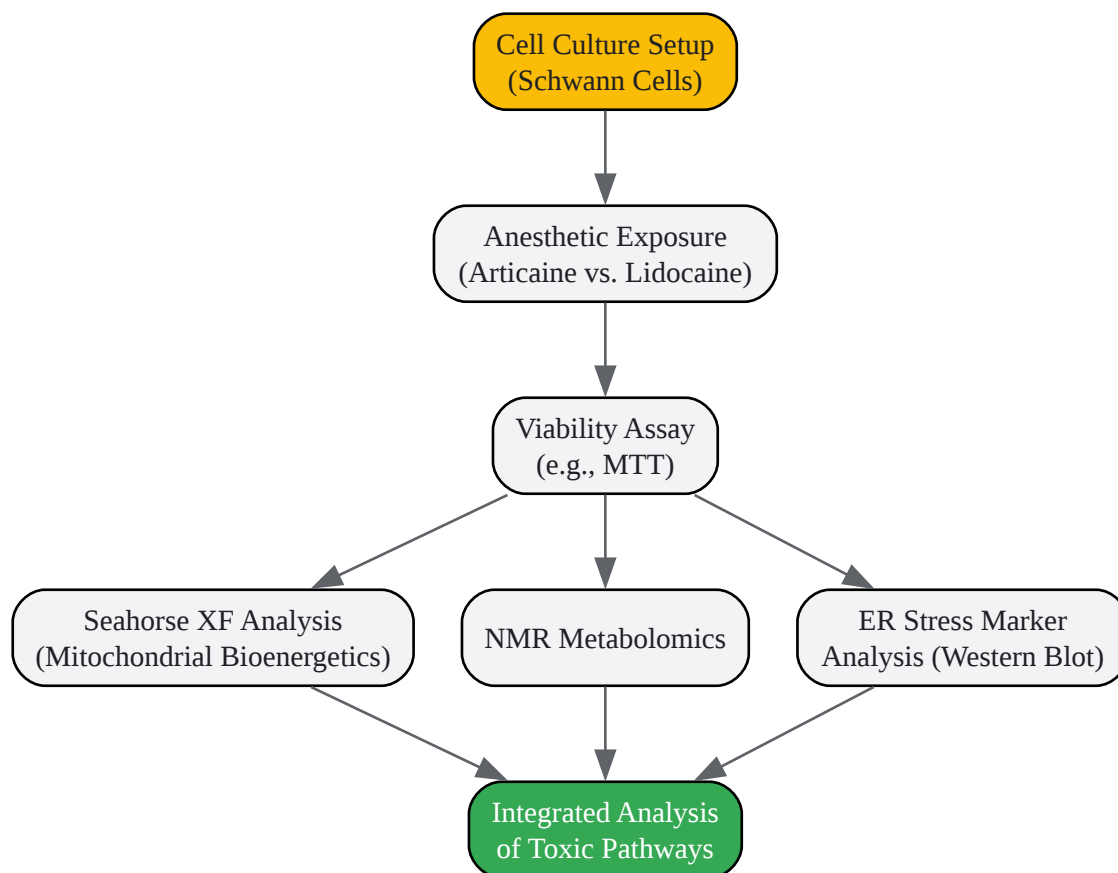 Cell Culture Setup
(Schwann Cells)
Anesthetic Exposure
(Articaine vs. Lidocaine)
Viability Assay
(e.g., MTT)
Seahorse XF Analysis
(Mitochondrial Bioenergetics)
NMR Metabolomics
ER Stress Marker
Analysis (Western Blot)
Integrated Analysis
of Toxic Pathways